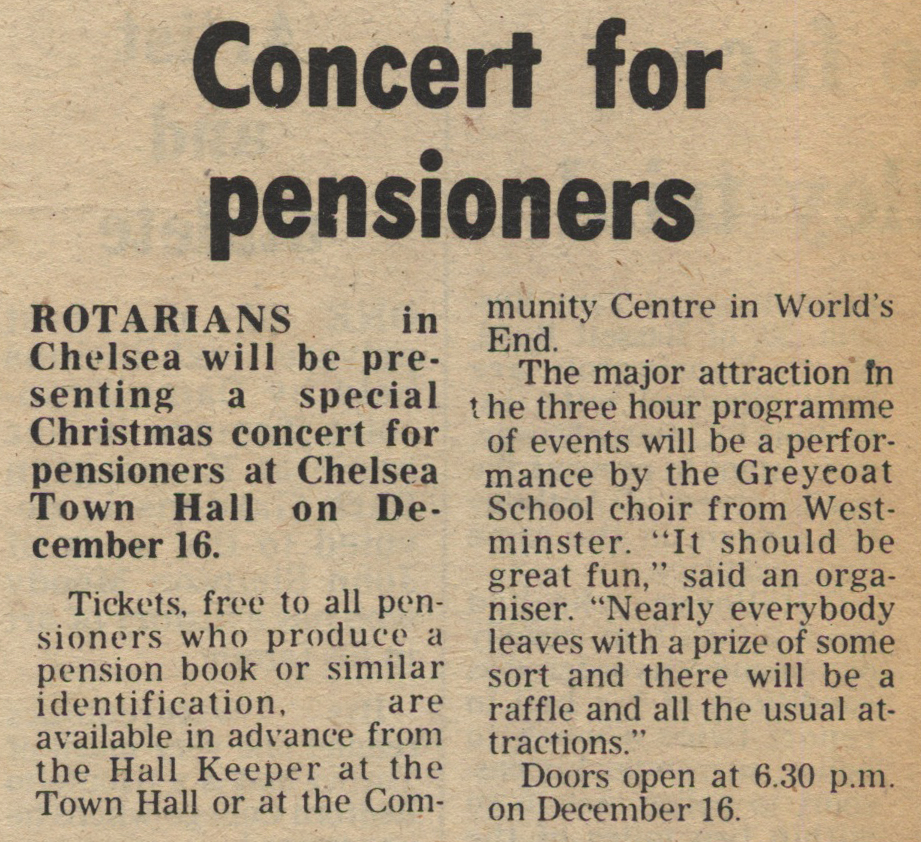 Concert for
pensioners
ROTARIANS in
Chelsea will be pre-
senting a special
Christmas concert for
pensioners at Chelsea
Town Hall on De-
cember 16.
Tickets, free to all pen-
sioners who produce a
pension book or similar
identification, are
available in advance from
the Hall Keeper at the
Town Hall or at the Com-
munity Centre in World's
End.
The major attraction in
the three hour programme
of events will be a perfor-
mance by the Greycoat
School choir from West-
minster. “It should be
great fun,” said an orga-
niser. “Nearly everybody
leaves with a prize of some
sort and there will be a
raffle and all the usual at-
tractions.”
Doors open at 6.30 p.m.
on December 16.